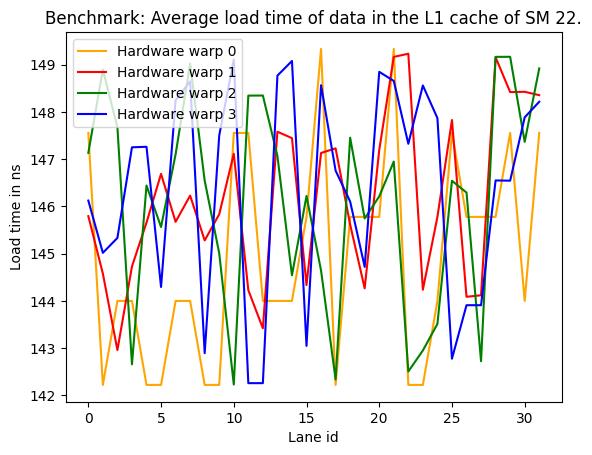 Benchmark: Average load time of data in the L1 cache of SM 22.
Hardware warp 0
Hardware warp 1
Hardware warp 2
Hardware warp 3
Load time in ns
149
148
147
146
145
144
143
142
0 5 10 15 20 25 30
Lane id